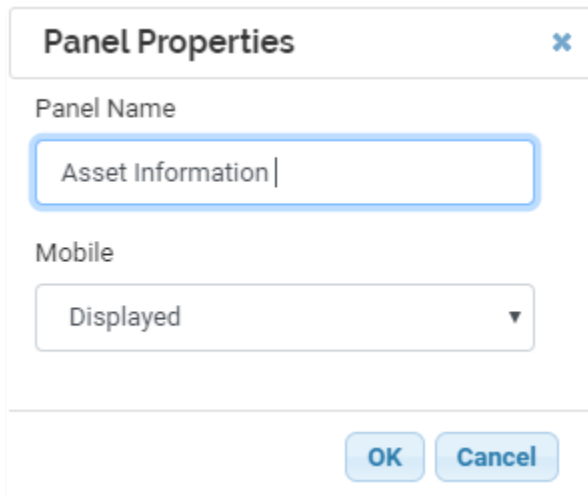 Panel Properties
Panel Name
Asset Information
Mobile
Displayed
OK Cancel